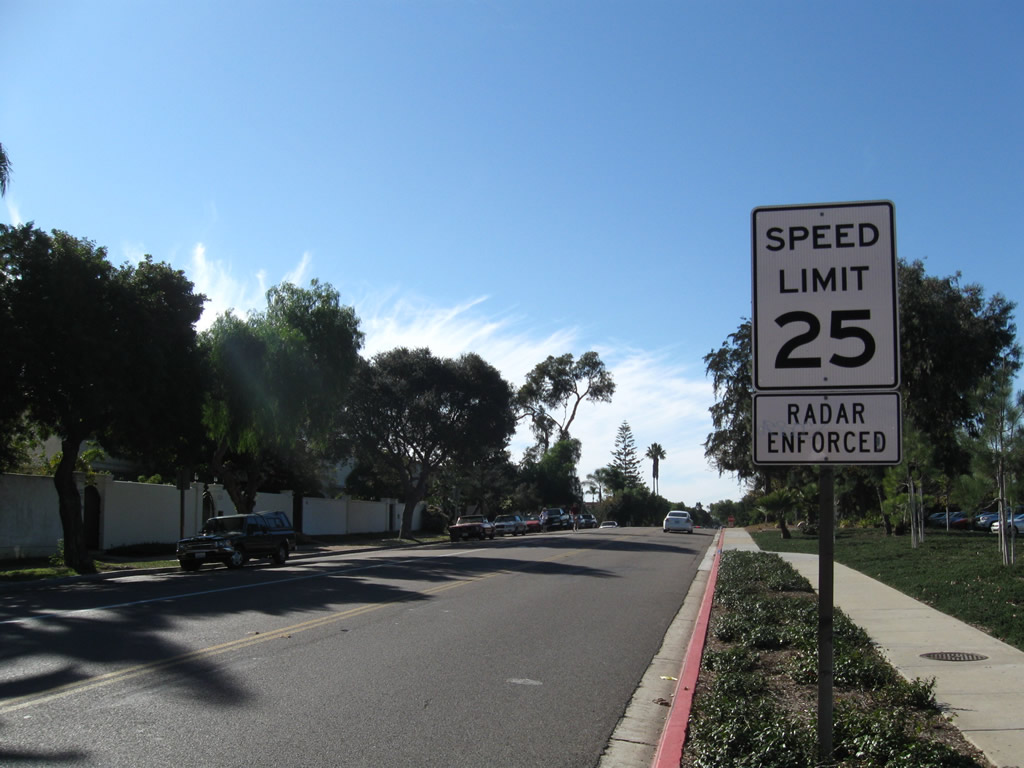 SPEED
LIMIT
25
RADAR
ENFORCED